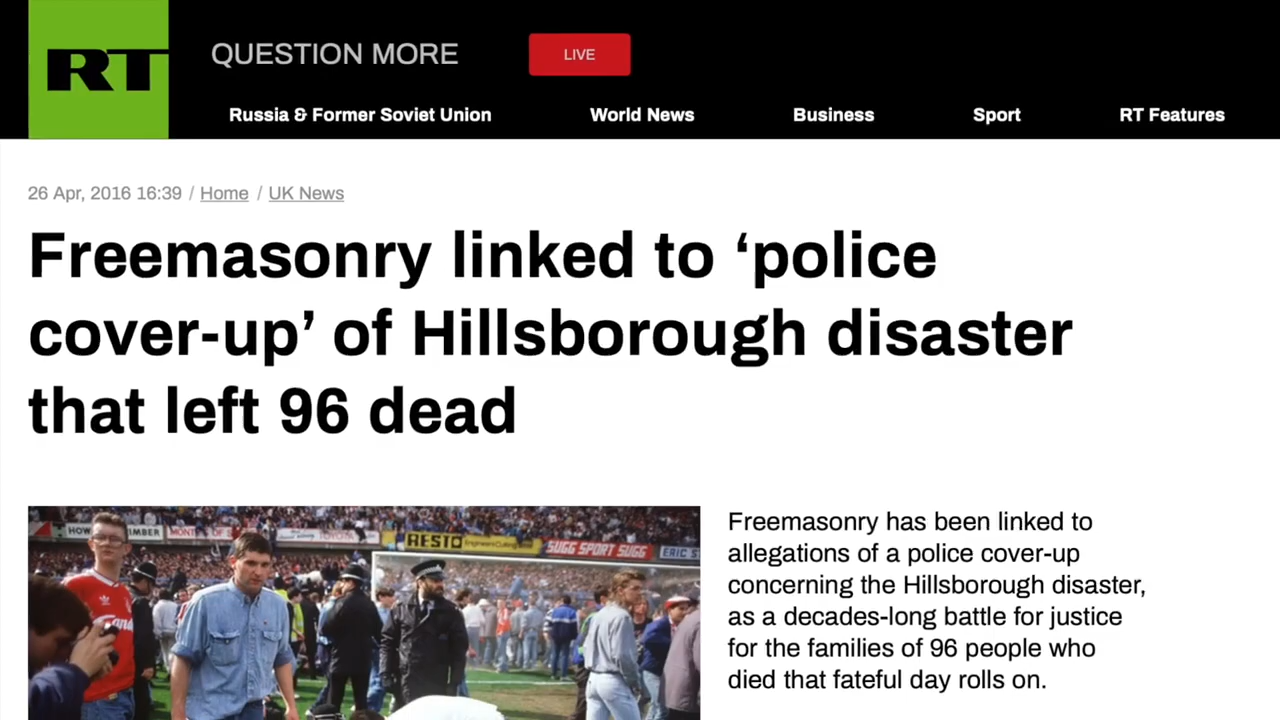 RT
QUESTION MORE
LIVE
Russia & Former Soviet Union
World News
Business
Sport
RT Features
26 Apr, 2016 16:39 / Home / UK News
Freemasonry linked to ‘police
cover-up’ of Hillsborough disaster
that left 96 dead
RESTO
SUGG SPORT SUGG
ERIC S
TOYOTA
Freemasonry has been linked to
allegations of a police cover-up
concerning the Hillsborough disaster,
as a decades-long battle for justice
for the families of 96 people who
died that fateful day rolls on.